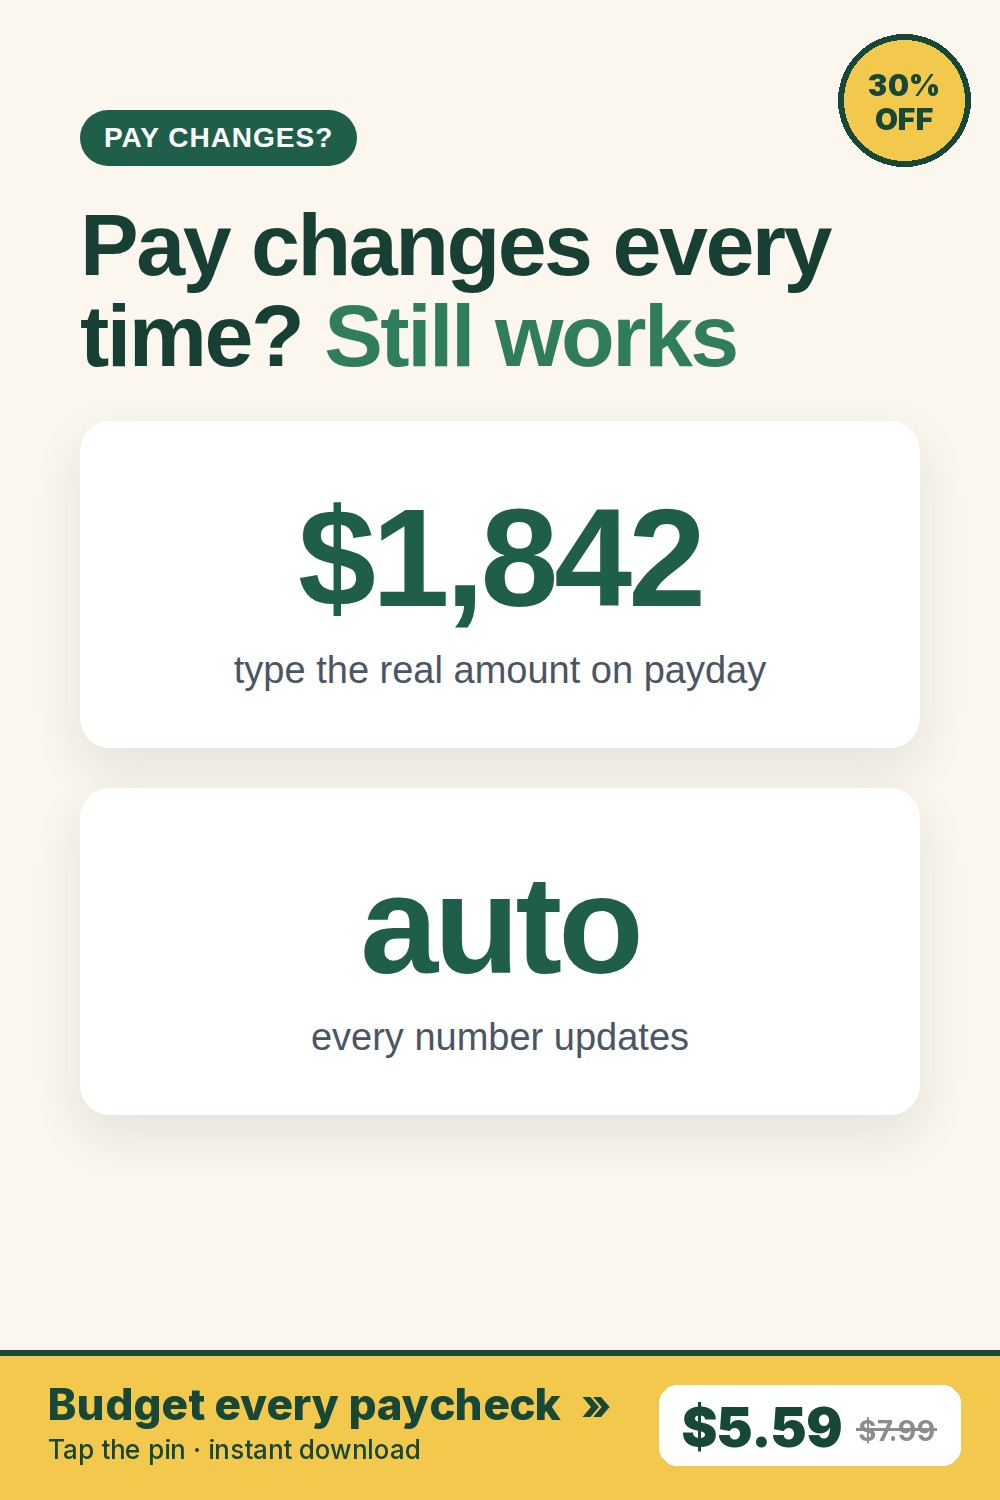 30%
OFF
PAY CHANGES?
Pay changes every
time? Still works
$1,842
type the real amount on payday
auto
every number updates
Budget every paycheck »
Tap the pin · instant download
$5.59 $7.99